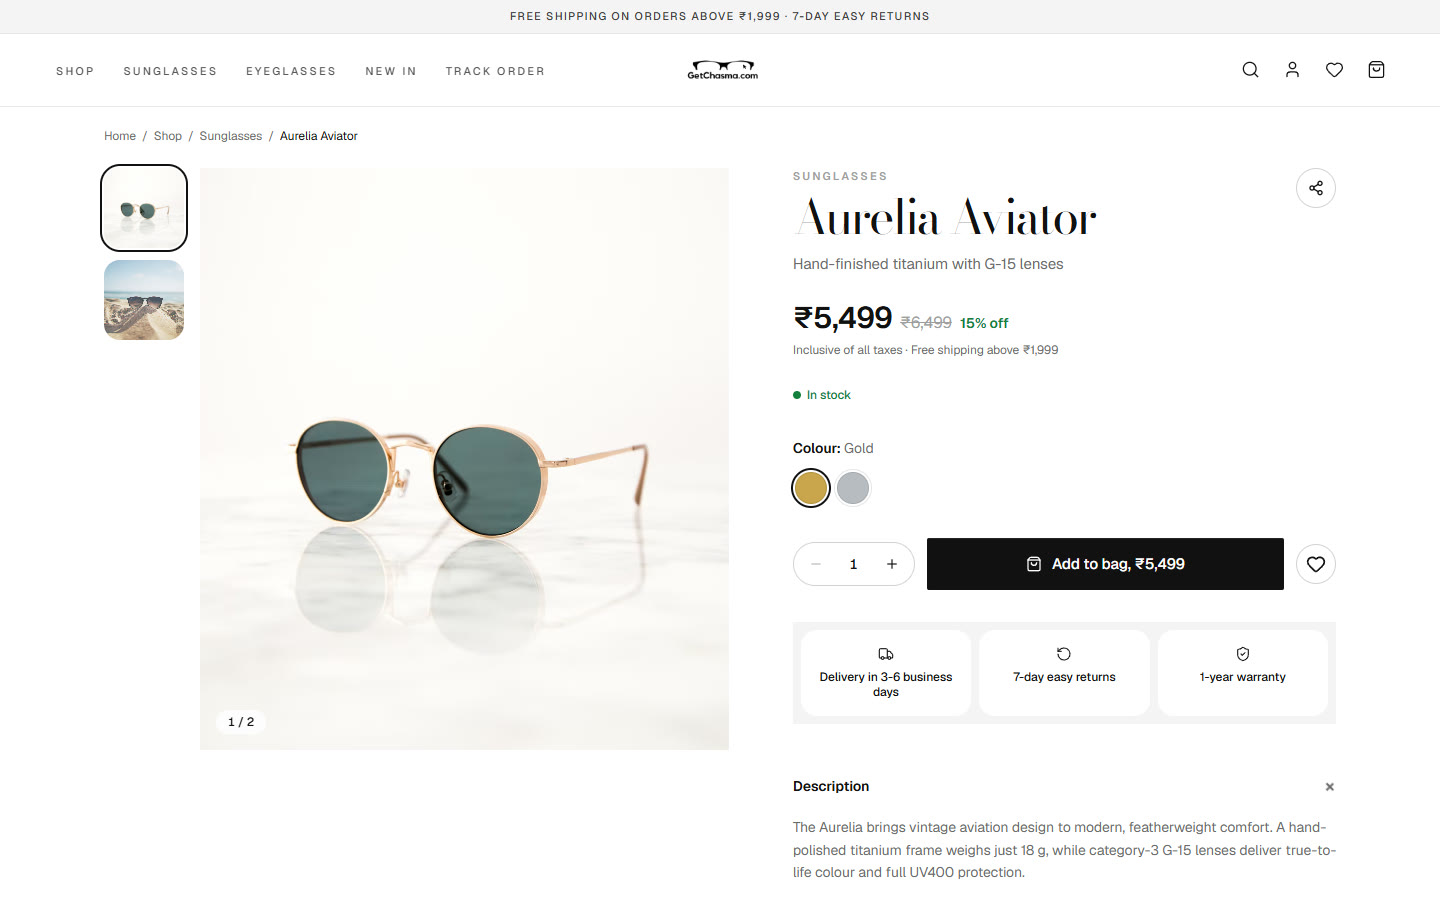 FREE SHIPPING ON ORDERS ABOVE ₹1,999 · 7-DAY EASY RETURNS
SHOP SUNGLASSES EYEGLASSES NEW IN TRACK ORDER
GetChasma.com
Home / Shop / Sunglasses / Aurelia Aviator
SUNGLASSES
Aurelia Aviator
Hand-finished titanium with G-15 lenses
₹5,499 ₹6,499 15% off
Inclusive of all taxes · Free shipping above ₹1,999
In stock
Colour: Gold
1
Add to bag, ₹5,499
Delivery in 3-6 business
days
7-day easy returns
1-year warranty
1 / 2
Description
The Aurelia brings vintage aviation design to modern, featherweight comfort. A hand-
polished titanium frame weighs just 18 g, while category-3 G-15 lenses deliver true-to-
life colour and full UV400 protection.